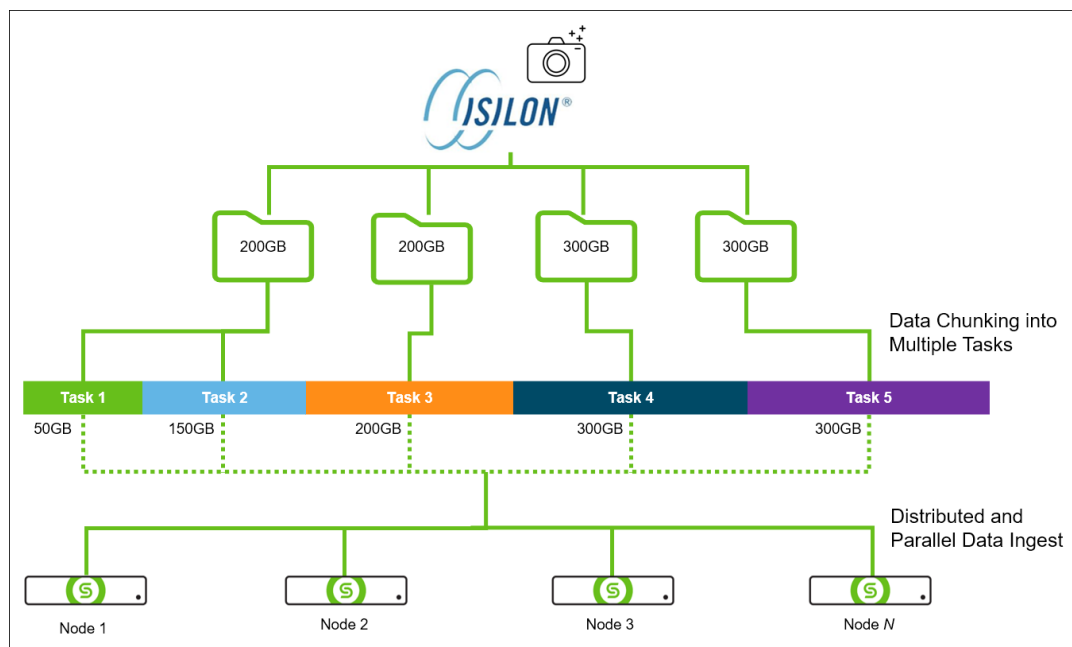 ISILON®
200GB
200GB
300GB
300GB
Data Chunking into
Multiple Tasks
Task 1
Task 2
Task 3
Task 4
Task 5
50GB
150GB
200GB
300GB
300GB
Distributed and
Parallel Data Ingest
Node 1
Node 2
Node 3
Node N